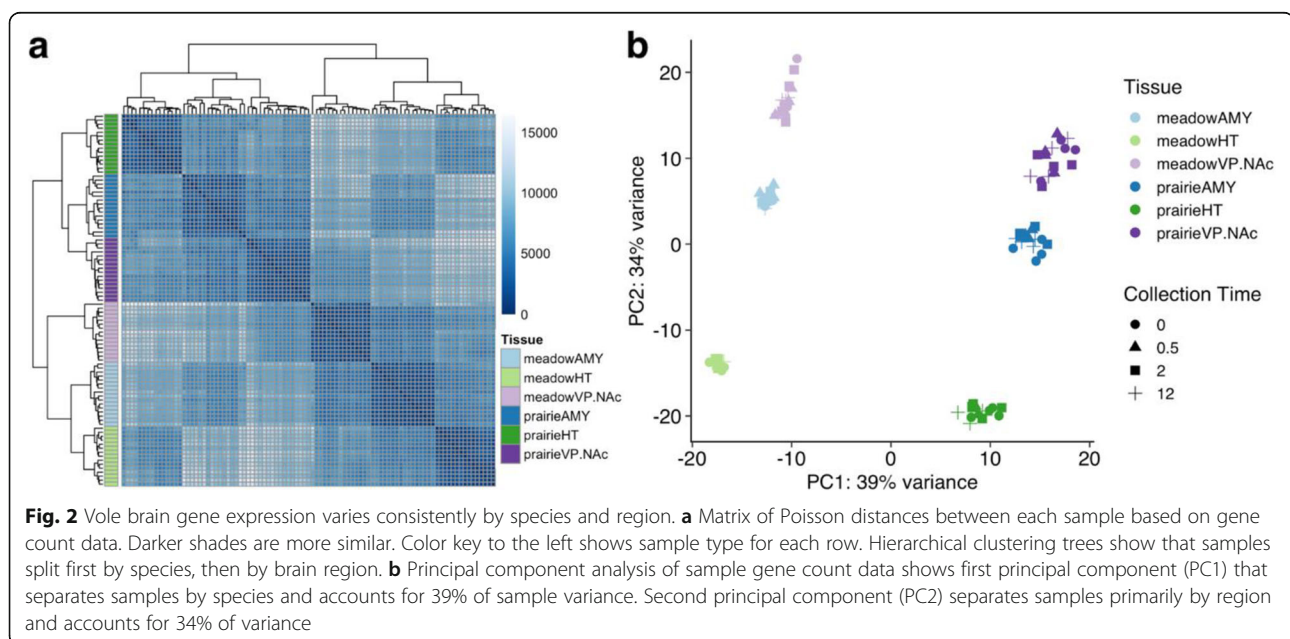 a
15000
10000
5000
0
Tissue
meadowAMY
meadowHT
meadowVP.NAc
prairieAMY
prairieHT
prairieVP.NAc
b
20
10
0
-10
-20
PC2: 34% variance
-20
-10
0
10
20
PC1: 39% variance
Tissue
meadowAMY
meadowHT
meadowVP.NAc
prairieAMY
prairieHT
prairieVP.NAc
Collection Time
0
0.5
2
12
Fig. 2 Vole brain gene expression varies consistently by species and region. a Matrix of Poisson distances between each sample based on gene
count data. Darker shades are more similar. Color key to the left shows sample type for each row. Hierarchical clustering trees show that samples
split first by species, then by brain region. b Principal component analysis of sample gene count data shows first principal component (PC1) that
separates samples by species and accounts for 39% of sample variance. Second principal component (PC2) separates samples primarily by region
and accounts for 34% of variance